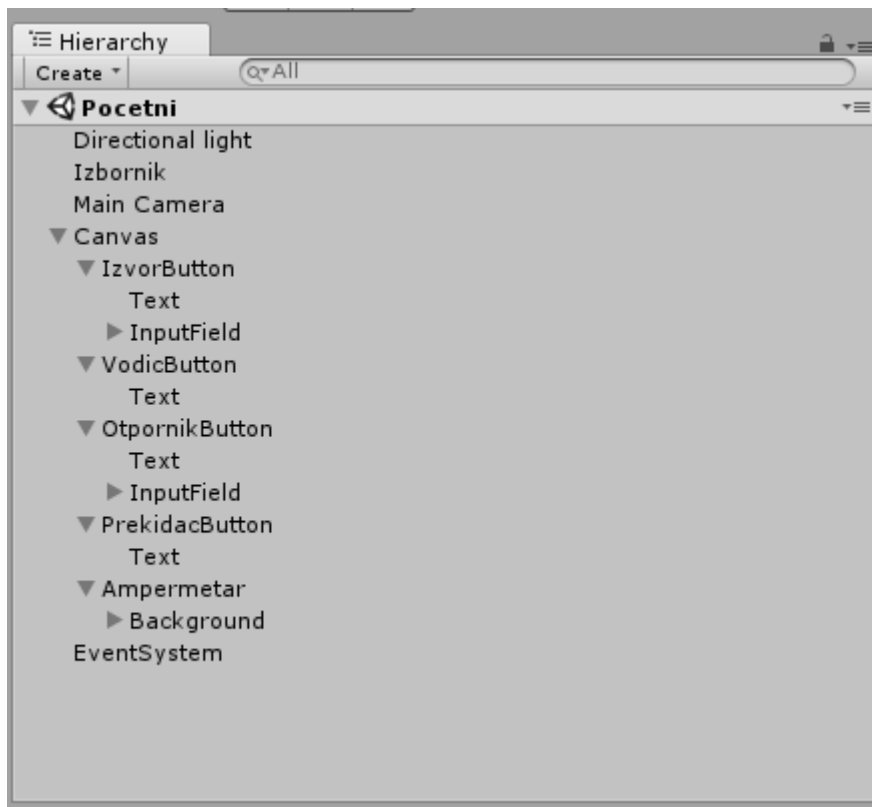 Hierarchy
Create All
Pocetni
Directional light
Izbornik
Main Camera
Canvas
IzvorButton
Text
InputField
VodicButton
Text
OtpornikButton
Text
InputField
PrekidacButton
Text
Ampermetar
Background
EventSystem